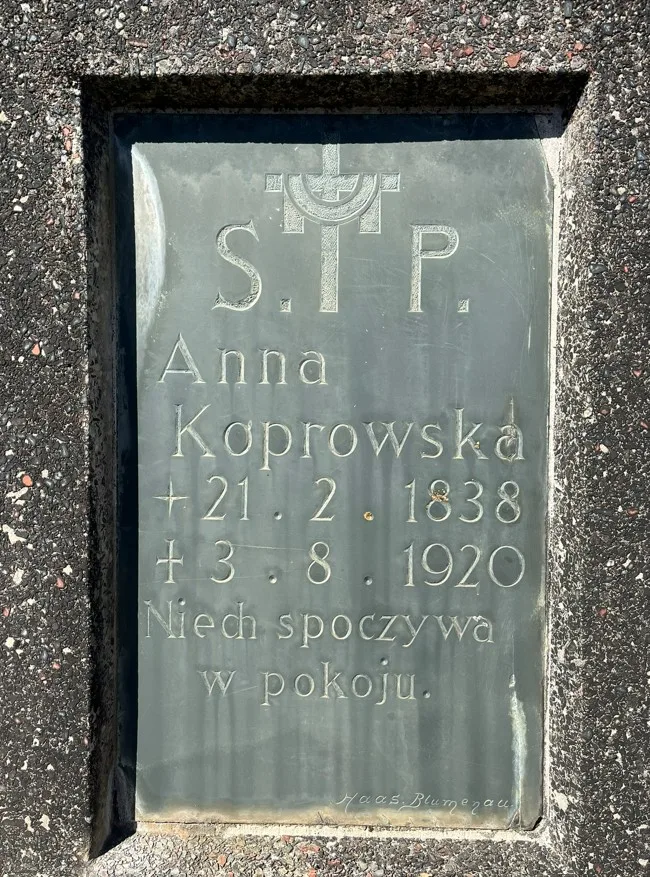 S. P.
Anna
Koprowska
+ 21. 2. 1838
+ 3. 8. 1920
Niech spoczywa
w pokoju.
Haas, Blumenau